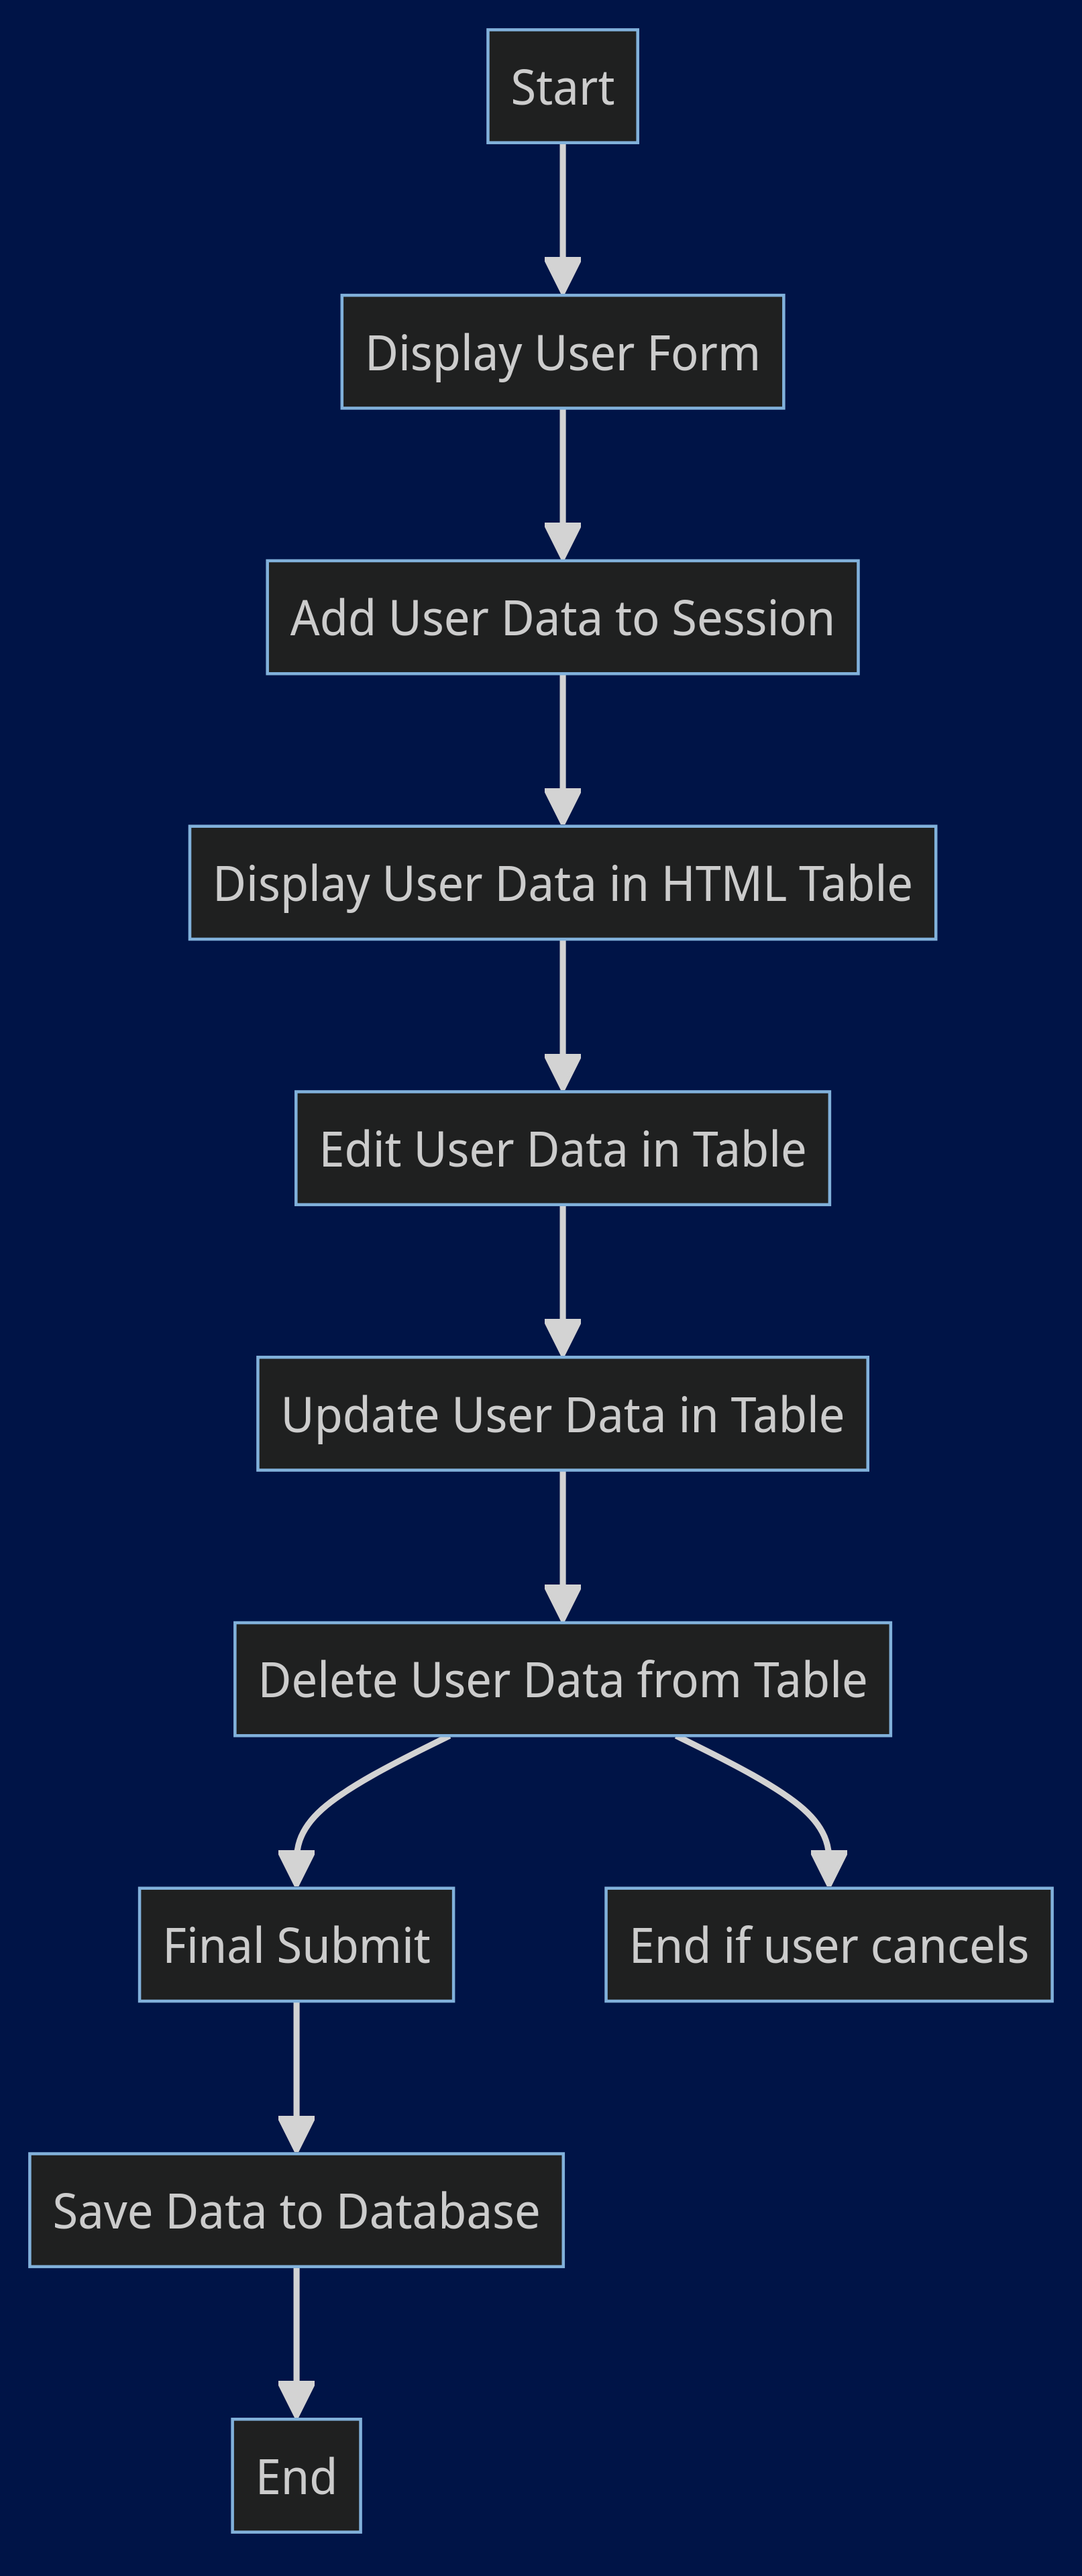 Start
Display User Form
Add User Data to Session
Display User Data in HTML Table
Edit User Data in Table
Update User Data in Table
Delete User Data from Table
Final Submit
End if user cancels
Save Data to Database
End